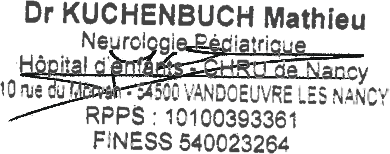 Dr KUCHENBUCH Mathieu
Neurologie Pédiatrique
Hôpital d'enfants - CHRU de Nancy
10 rue du Morvan - 54500 VANDOEUVRE LES NANCY
RPPS : 10100393361
FINESS 540023264